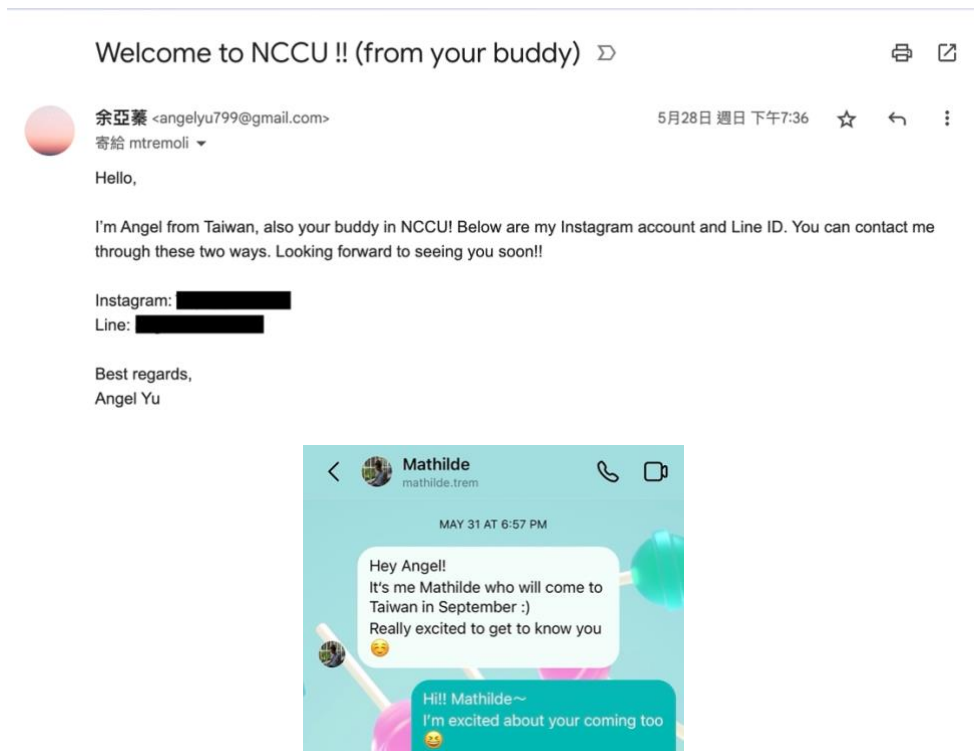 Welcome to NCCU !! (from your buddy)
余亞蓁 <angelyu799@gmail.com>
5月28日 週日 下午7:36
寄給 mtremoli
Hello,
I'm Angel from Taiwan, also your buddy in NCCU! Below are my Instagram account and Line ID. You can contact me
through these two ways. Looking forward to seeing you soon!!
Instagram:
Line:
Best regards,
Angel Yu
Mathilde
mathilde.trem
MAY 31 AT 6:57 PM
Hey Angel!
It's me Mathilde who will come to
Taiwan in September :)
Really excited to get to know you
☺️
Hi!! Mathilde～
I'm excited about your coming too
😆